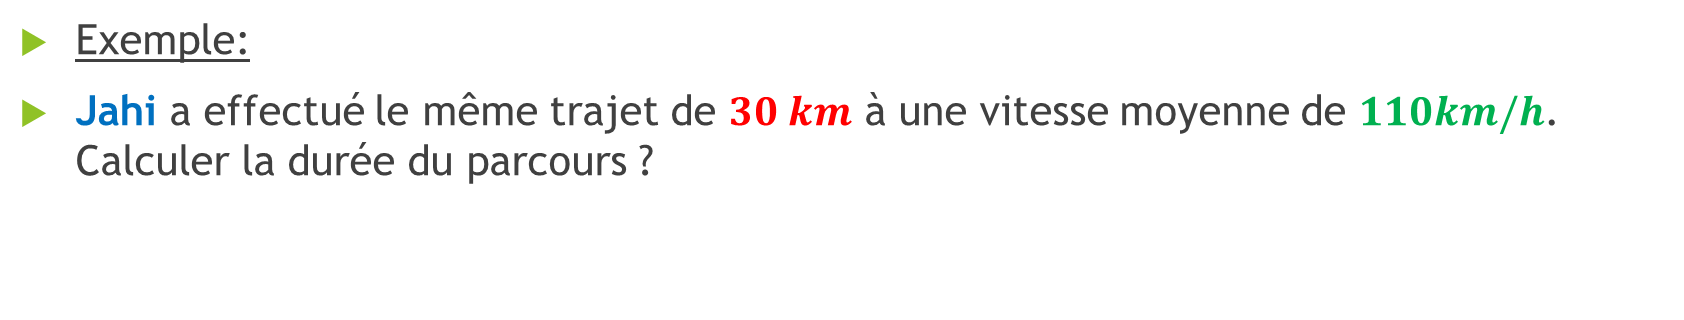 Exemple:
Jahi a effectué le même trajet de 30 km à une vitesse moyenne de 110km/h.
Calculer la durée du parcours ?